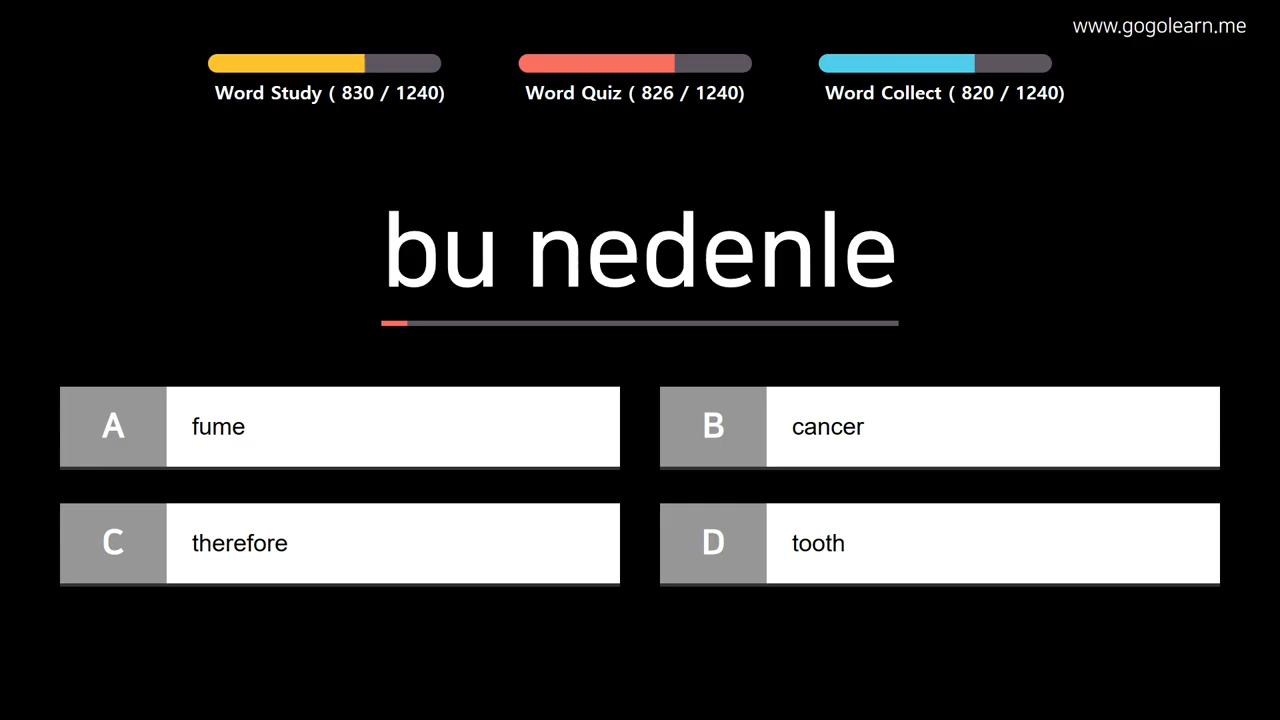 www.gogolearn.me
Word Study ( 830 / 1240)
Word Quiz ( 826 / 1240)
Word Collect ( 820 / 1240)
bu nedenle
A fume
B cancer
C therefore
D tooth